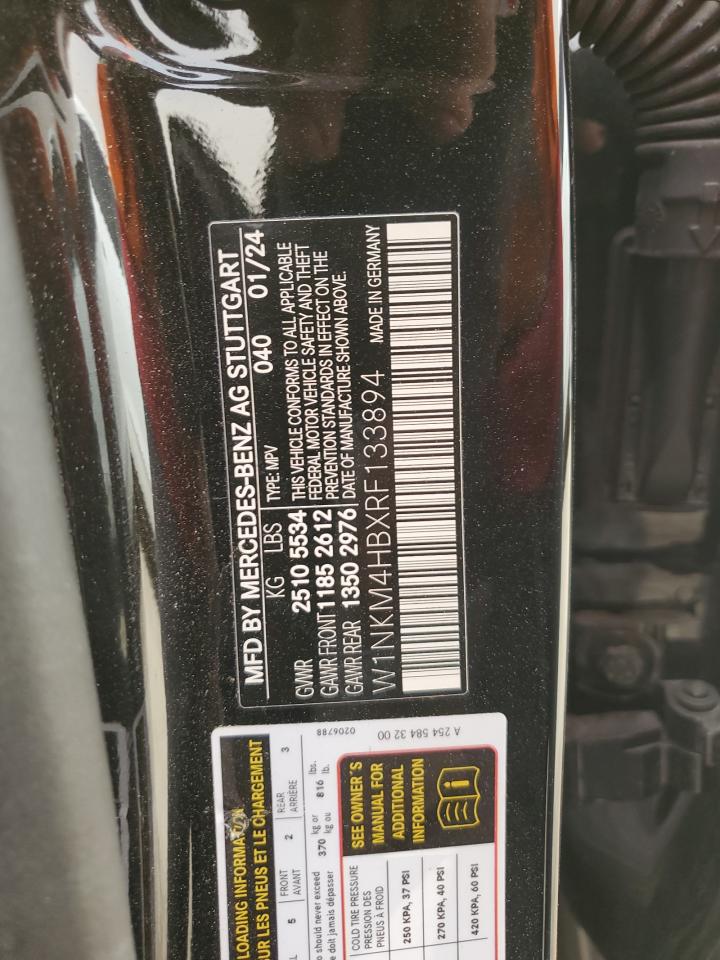 MFD BY MERCEDES-BENZ AG STUTTGART
KG LBS TYPE: MPV 040 01/24
GVWR 2510 5534 THIS VEHICLE CONFORMS TO ALL APPLICABLE
FEDERAL MOTOR VEHICLE SAFETY AND THEFT
GAWR FRONT 1185 2612 PREVENTION STANDARDS IN EFFECT ON THE
GAWR REAR 1350 2976 DATE OF MANUFACTURE SHOWN ABOVE.
W1NKM4HBXRF133894 MADE IN GERMANY
LOADING INFORMATION
UR LES PNEUS ET LE CHARGEMENT
L 5 FRONT AVANT 2 REAR ARRIÈRE 3
should never exceed 370 kg or 816 lbs.
e doit jamais dépasser kg ou lb.
COLD TIRE PRESSURE
PRESSION DES
PNEUS À FROID
250 KPA, 37 PSI
270 KPA, 40 PSI
420 KPA, 60 PSI
SEE OWNER'S
MANUAL FOR
ADDITIONAL
INFORMATION
0206788
A 254 584 32 00